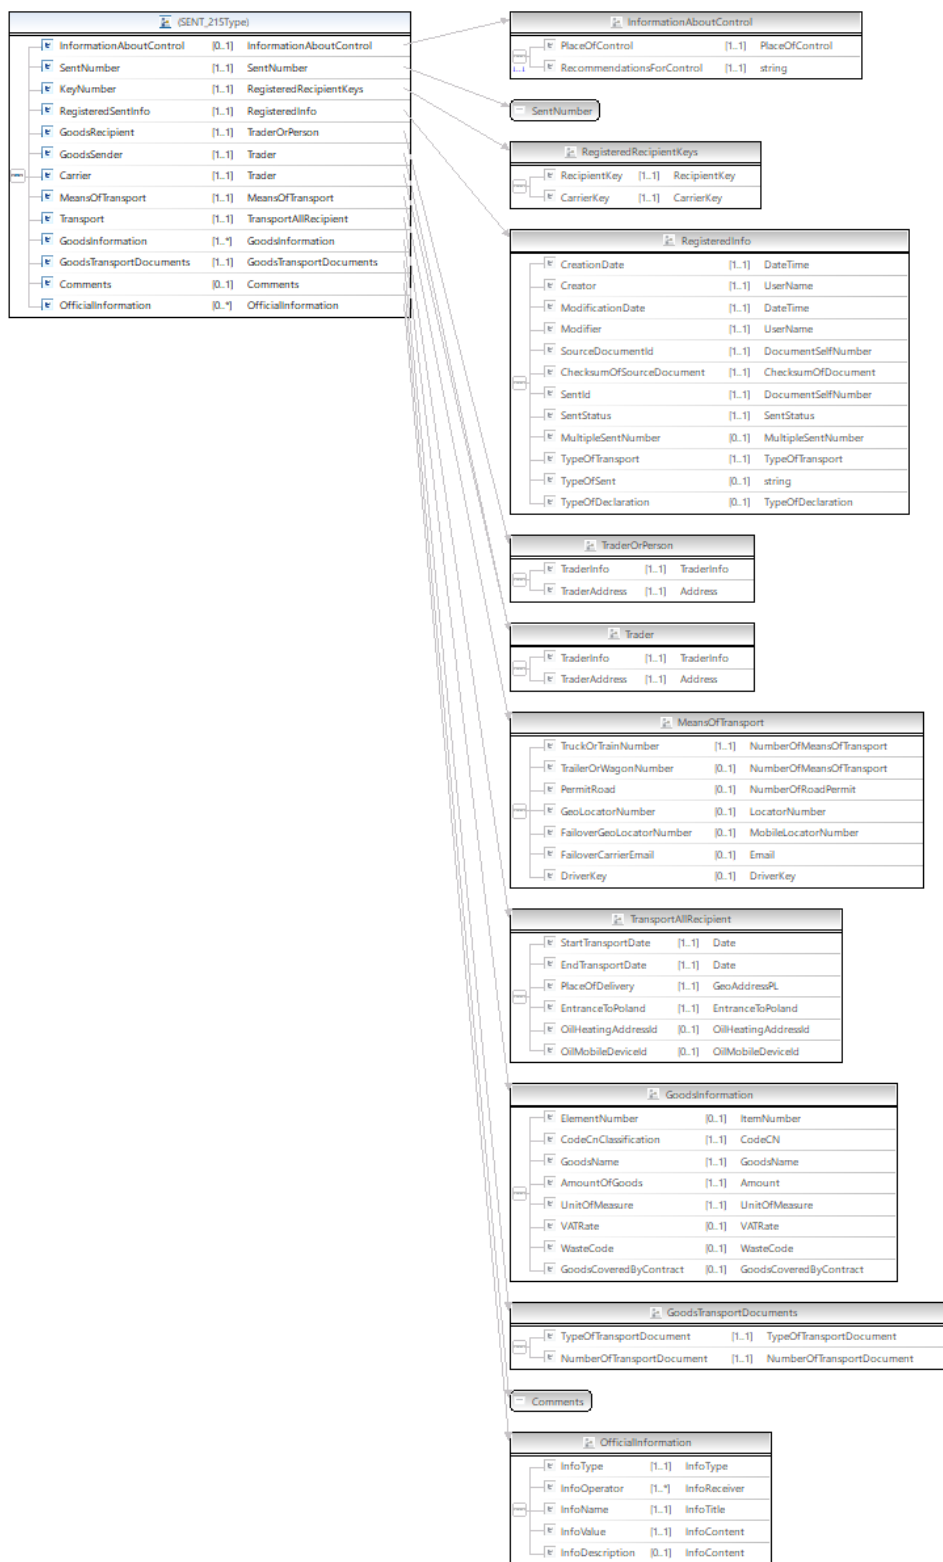 (SENT_215Type)
InformationAboutControl [0..1] InformationAboutControl
SentNumber [1..1] SentNumber
KeyNumber [1..1] RegisteredRecipientKeys
RegisteredSentInfo [1..1] RegisteredInfo
GoodsRecipient [1..1] TraderOrPerson
GoodsSender [1..1] Trader
Carrier [1..1] Trader
MeansOfTransport [1..1] MeansOfTransport
Transport [1..1] TransportAllRecipient
GoodsInformation [1..*] GoodsInformation
GoodsTransportDocuments [1..1] GoodsTransportDocuments
Comments [0..1] Comments
OfficialInformation [0..*] OfficialInformation
InformationAboutControl
PlaceOfControl [1..1] PlaceOfControl
RecommendationsForControl [1..1] string
SentNumber
RegisteredRecipientKeys
RecipientKey [1..1] RecipientKey
CarrierKey [1..1] CarrierKey
RegisteredInfo
CreationDate [1..1] DateTime
Creator [1..1] UserName
ModificationDate [1..1] DateTime
Modifier [1..1] UserName
SourceDocumentId [1..1] DocumentSelfNumber
ChecksumOfSourceDocument [1..1] ChecksumOfDocument
SentId [1..1] DocumentSelfNumber
SentStatus [1..1] SentStatus
MultipleSentNumber [0..1] MultipleSentNumber
TypeOfTransport [1..1] TypeOfTransport
TypeOfSent [0..1] string
TypeOfDeclaration [0..1] TypeOfDeclaration
TraderOrPerson
TraderInfo [1..1] TraderInfo
TraderAddress [1..1] Address
Trader
TraderInfo [1..1] TraderInfo
TraderAddress [1..1] Address
MeansOfTransport
TruckOrTrainNumber [1..1] NumberOfMeansOfTransport
TrailerOrWagonNumber [0..1] NumberOfMeansOfTransport
PermitRoad [0..1] NumberOfRoadPermit
GeoLocatorNumber [0..1] LocatorNumber
FailoverGeoLocatorNumber [0..1] MobileLocatorNumber
FailoverCarrierEmail [0..1] Email
DriverKey [0..1] DriverKey
TransportAllRecipient
StartTransportDate [1..1] Date
EndTransportDate [1..1] Date
PlaceOfDelivery [1..1] GeoAddressPL
EntranceToPoland [1..1] EntranceToPoland
OilHeatingAddressId [0..1] OilHeatingAddressId
OilMobileDeviceId [0..1] OilMobileDeviceId
GoodsInformation
ElementNumber [0..1] ItemNumber
CodeCnClassification [1..1] CodeCN
GoodsName [1..1] GoodsName
AmountOfGoods [1..1] Amount
UnitOfMeasure [1..1] UnitOfMeasure
VATRate [0..1] VATRate
WasteCode [0..1] WasteCode
GoodsCoveredByContract [0..1] GoodsCoveredByContract
GoodsTransportDocuments
TypeOfTransportDocument [1..1] TypeOfTransportDocument
NumberOfTransportDocument [1..1] NumberOfTransportDocument
Comments
OfficialInformation
InfoType [1..1] InfoType
InfoOperator [1..*] InfoReceiver
InfoName [1..1] InfoTitle
InfoValue [1..1] InfoContent
InfoDescription [0..1] InfoContent